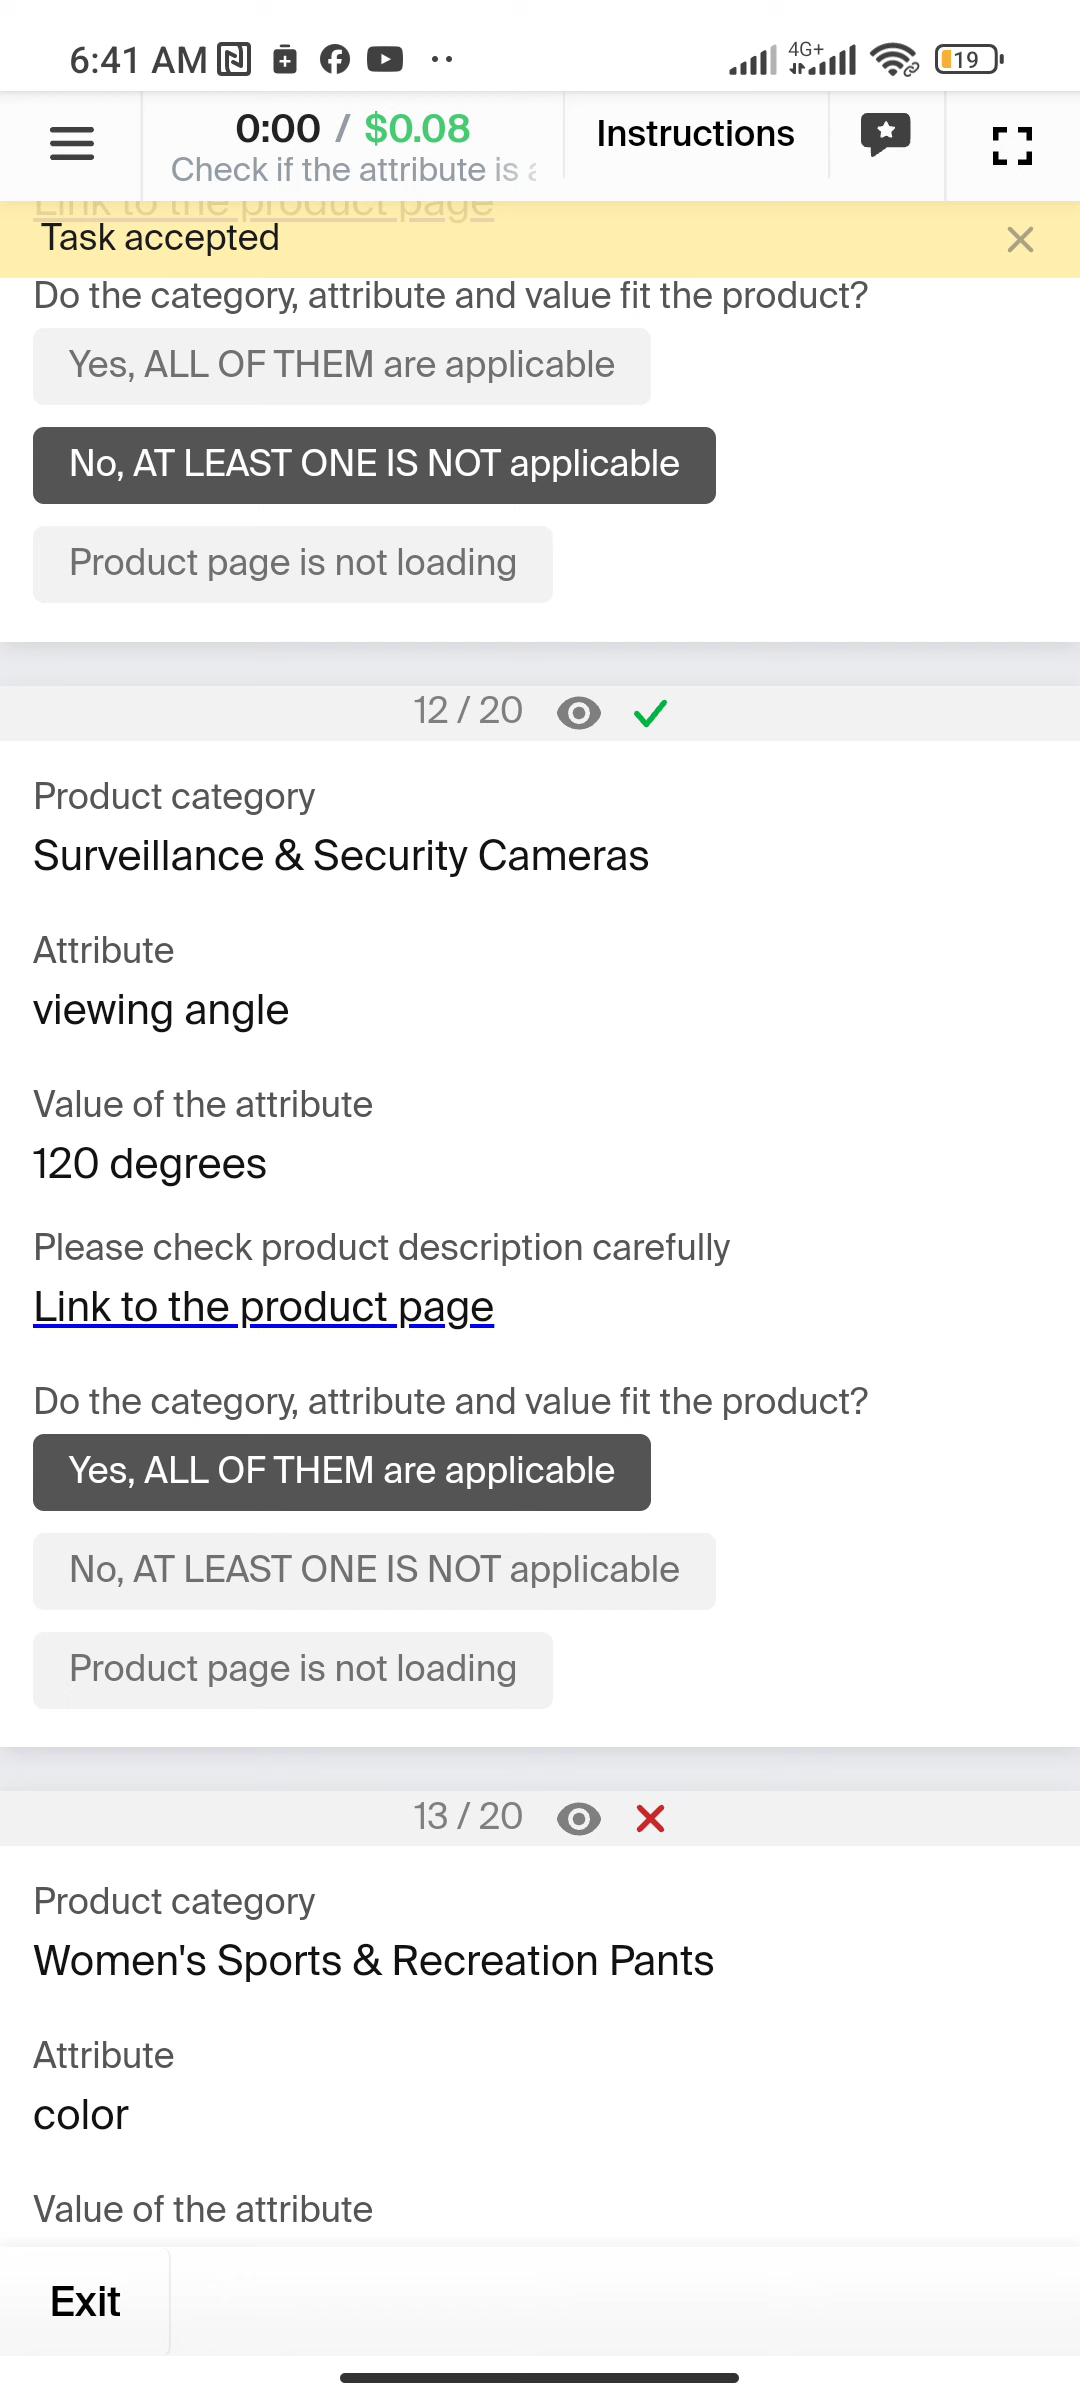 6:41 AM
4G+
19
0:00 / $0.08
Instructions
Check if the attribute is
Link to the product page
Task accepted
Do the category, attribute and value fit the product?
Yes, ALL OF THEM are applicable
No, AT LEAST ONE IS NOT applicable
Product page is not loading
12 / 20
Product category
Surveillance & Security Cameras
Attribute
viewing angle
Value of the attribute
120 degrees
Please check product description carefully
Link to the product page
Do the category, attribute and value fit the product?
Yes, ALL OF THEM are applicable
No, AT LEAST ONE IS NOT applicable
Product page is not loading
13 / 20
Product category
Women's Sports & Recreation Pants
Attribute
color
Value of the attribute
Exit